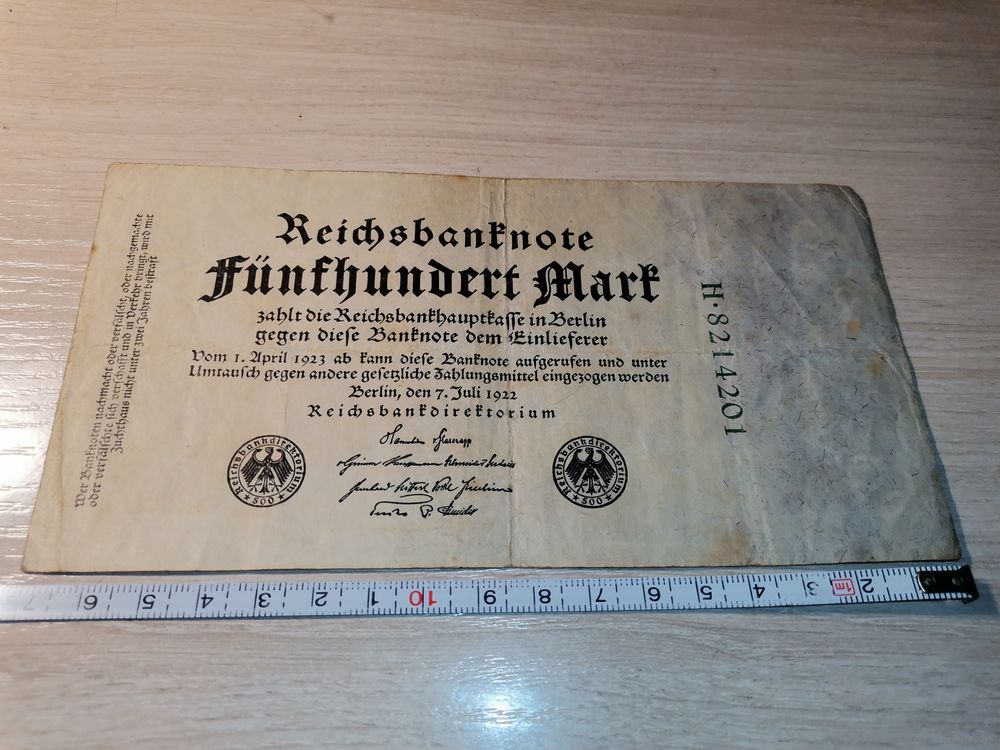 Reichsbanknote
Fünfhundert Mark
zahlt die Reichsbankhauptkasse in Berlin
gegen diese Banknote dem Einlieferer
Vom 1. April 1923 ab kann diese Banknote aufgerufen und unter
Umtausch gegen andere gesetzliche Zahlungsmittel eingezogen werden
Berlin, den 7. Juli 1922
Reichsbankdirektorium
Reichsbankdirektorium
500
Reichsbankdirektorium
500
H·8214201
Wer Banknoten nachmacht oder verfälscht, oder nachgemachte
oder verfälschte sich verschafft und in Verkehr bringt, wird mit
Zuchthaus nicht unter zwei Jahren bestraft
7 6 5 4 3 2 1 10 9 8 7 6 5 4 3 1m 2